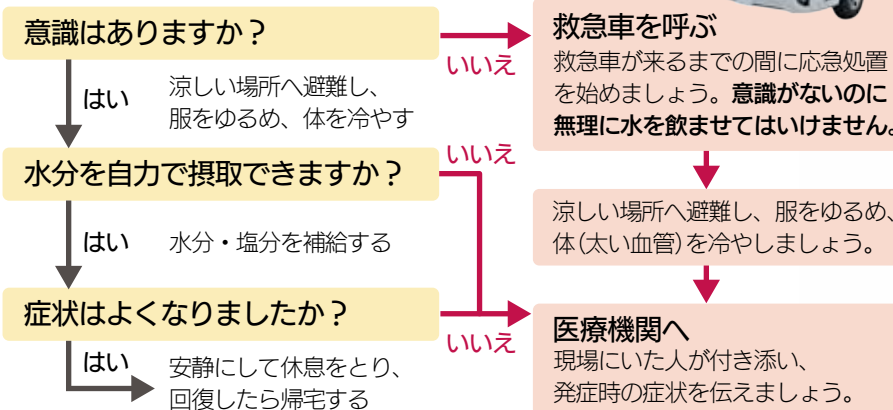 意識はありますか？
はい
涼しい場所へ避難し、
服をゆるめ、体を冷やす
いいえ
救急車を呼ぶ
救急車が来るまでの間に応急処置
を始めましょう。意識がないのに
無理に水を飲ませてはいけません。
水分を自力で摂取できますか？
いいえ
はい
水分・塩分を補給する
涼しい場所へ避難し、服をゆるめ、
体(太い血管)を冷やしましょう。
症状はよくなりましたか？
いいえ
はい
安静にして休息をとり、
回復したら帰宅する
医療機関へ
現場にいた人が付き添い、
発症時の症状を伝えましょう。